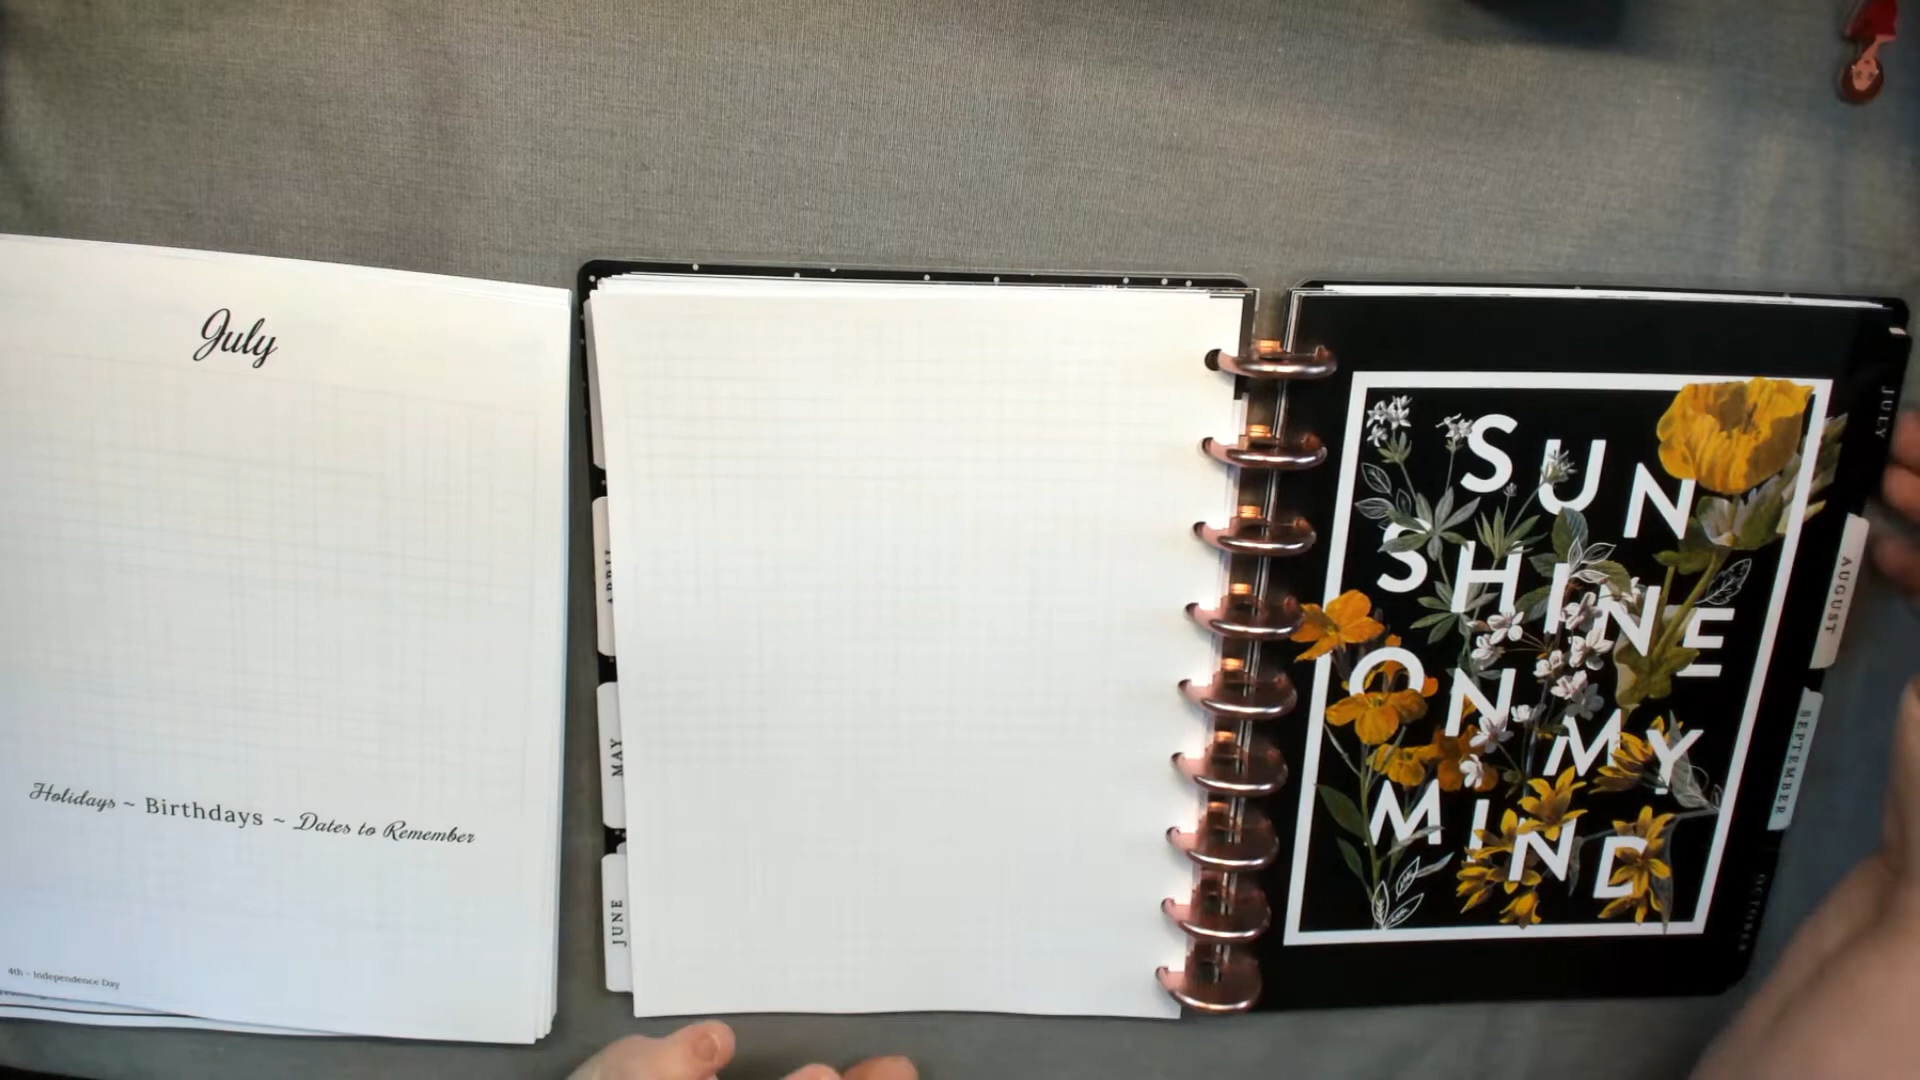 July
Holidays ~ Birthdays ~ Dates to Remember
4th - Independence Day
APRIL
MAY
JUNE
SUN
SHINE
ON MY
MIND
JULY
AUGUST
SEPTEMBER
OCTOBER